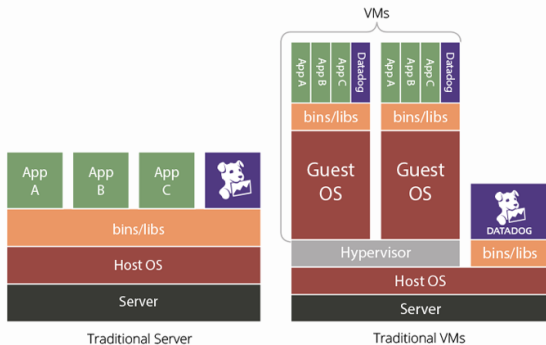 VMs
App A
App B
App C
Datadog
App A
App B
App C
Datadog
bins/libs
bins/libs
Guest
OS
Guest
OS
App
A
App
B
App
C
DATADOG
bins/libs
Hypervisor
bins/libs
Host OS
Host OS
Server
Server
Traditional Server
Traditional VMs